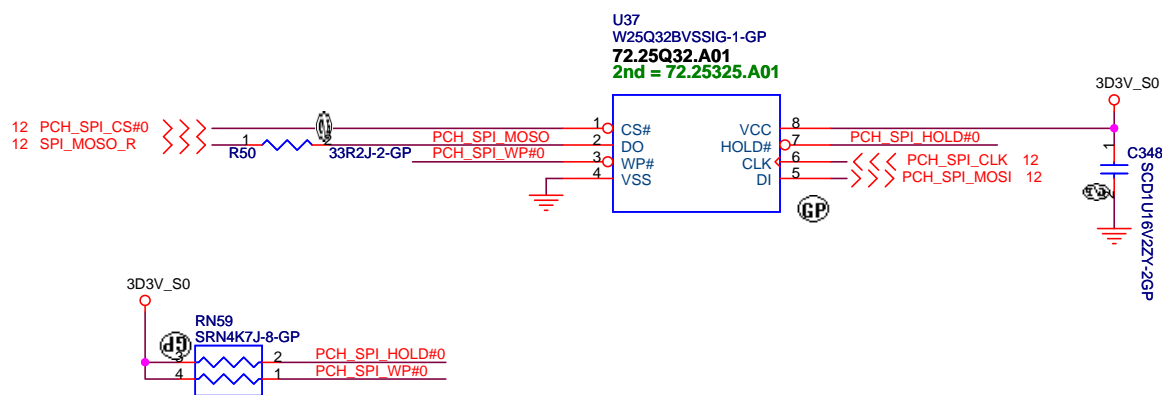 U37
W25Q32BVSSIG-1-GP
72.25Q32.A01
2nd = 72.25325.A01
3D3V_S0
12 PCH_SPI_CS#0
1 CS# VCC 8
12 SPI_MOSO_R
1 2
R50 33R2J-2-GP
PCH_SPI_MOSO
2 DO HOLD# 7
PCH_SPI_HOLD#0
PCH_SPI_WP#0
3 WP# CLK 6
PCH_SPI_CLK 12
4 VSS DI 5
PCH_SPI_MOSI 12
GP
1
C348
SCD1U16V2ZY-2GP
2
3D3V_S0
RN59
SRN4K7J-8-GP
GP
3 2 PCH_SPI_HOLD#0
4 1 PCH_SPI_WP#0